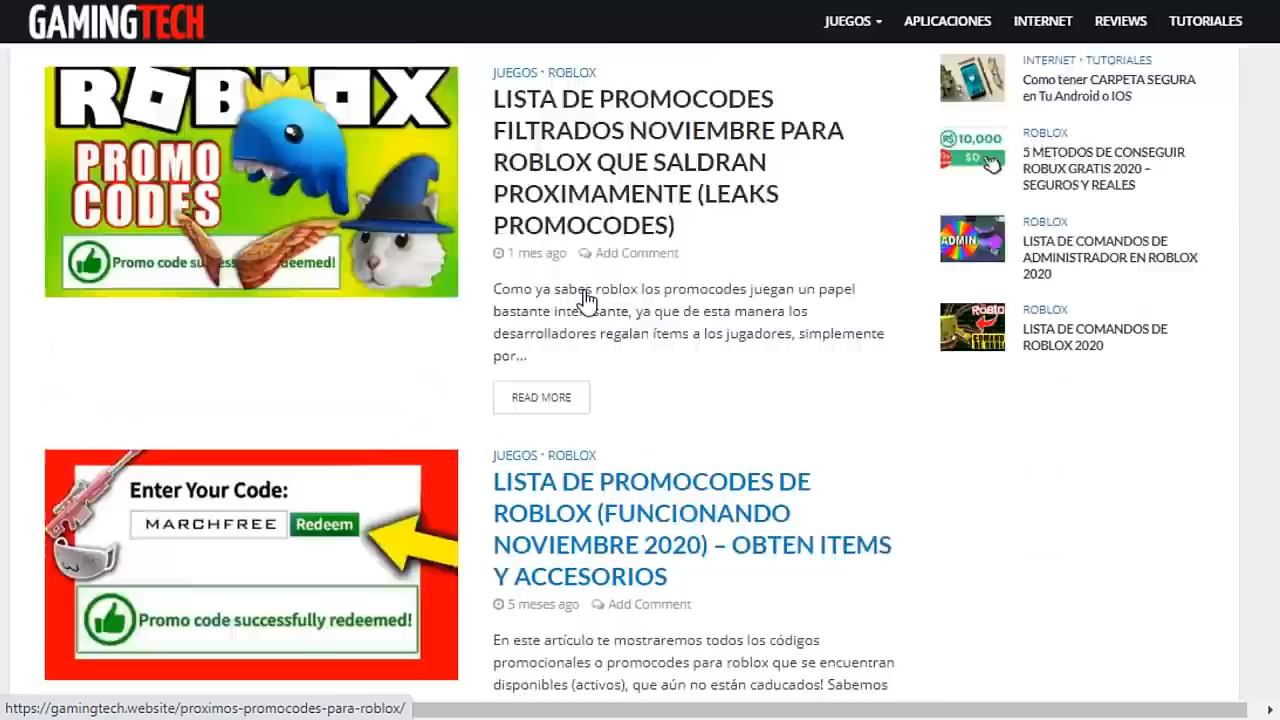 GAMINGTECH
JUEGOS
APLICACIONES
INTERNET
REVIEWS
TUTORIALES
ROBLOX
PROMO
CODES
Promo code successfully redeemed!
JUEGOS • ROBLOX
LISTA DE PROMOCODES
FILTRADOS NOVIEMBRE PARA
ROBLOX QUE SALDRAN
PROXIMAMENTE (LEAKS
PROMOCODES)
1 mes ago Add Comment
Como ya sabes roblox los promocodes juegan un papel
bastante interesante, ya que de esta manera los
desarrolladores regalan ítems a los jugadores, simplemente
por...
READ MORE
Enter Your Code:
MARCHFREE Redeem
Promo code successfully redeemed!
JUEGOS • ROBLOX
LISTA DE PROMOCODES DE
ROBLOX (FUNCIONANDO
NOVIEMBRE 2020) – OBTEN ITEMS
Y ACCESORIOS
5 meses ago Add Comment
En este artículo te mostraremos todos los códigos
promocionales o promocodes para roblox que se encuentran
disponibles (activos), que aún no están caducados! Sabemos
INTERNET • TUTORIALES
Como tener CARPETA SEGURA
en Tu Android o IOS
R$ 10,000
$0
ROBLOX
5 METODOS DE CONSEGUIR
ROBUX GRATIS 2020 –
SEGUROS Y REALES
ADMIN
ROBLOX
LISTA DE COMANDOS DE
ADMINISTRADOR EN ROBLOX
2020
ROBLOX
LISTA DE COMANDOS DE
ROBLOX 2020
https://gamingtech.website/proximos-promocodes-para-roblox/